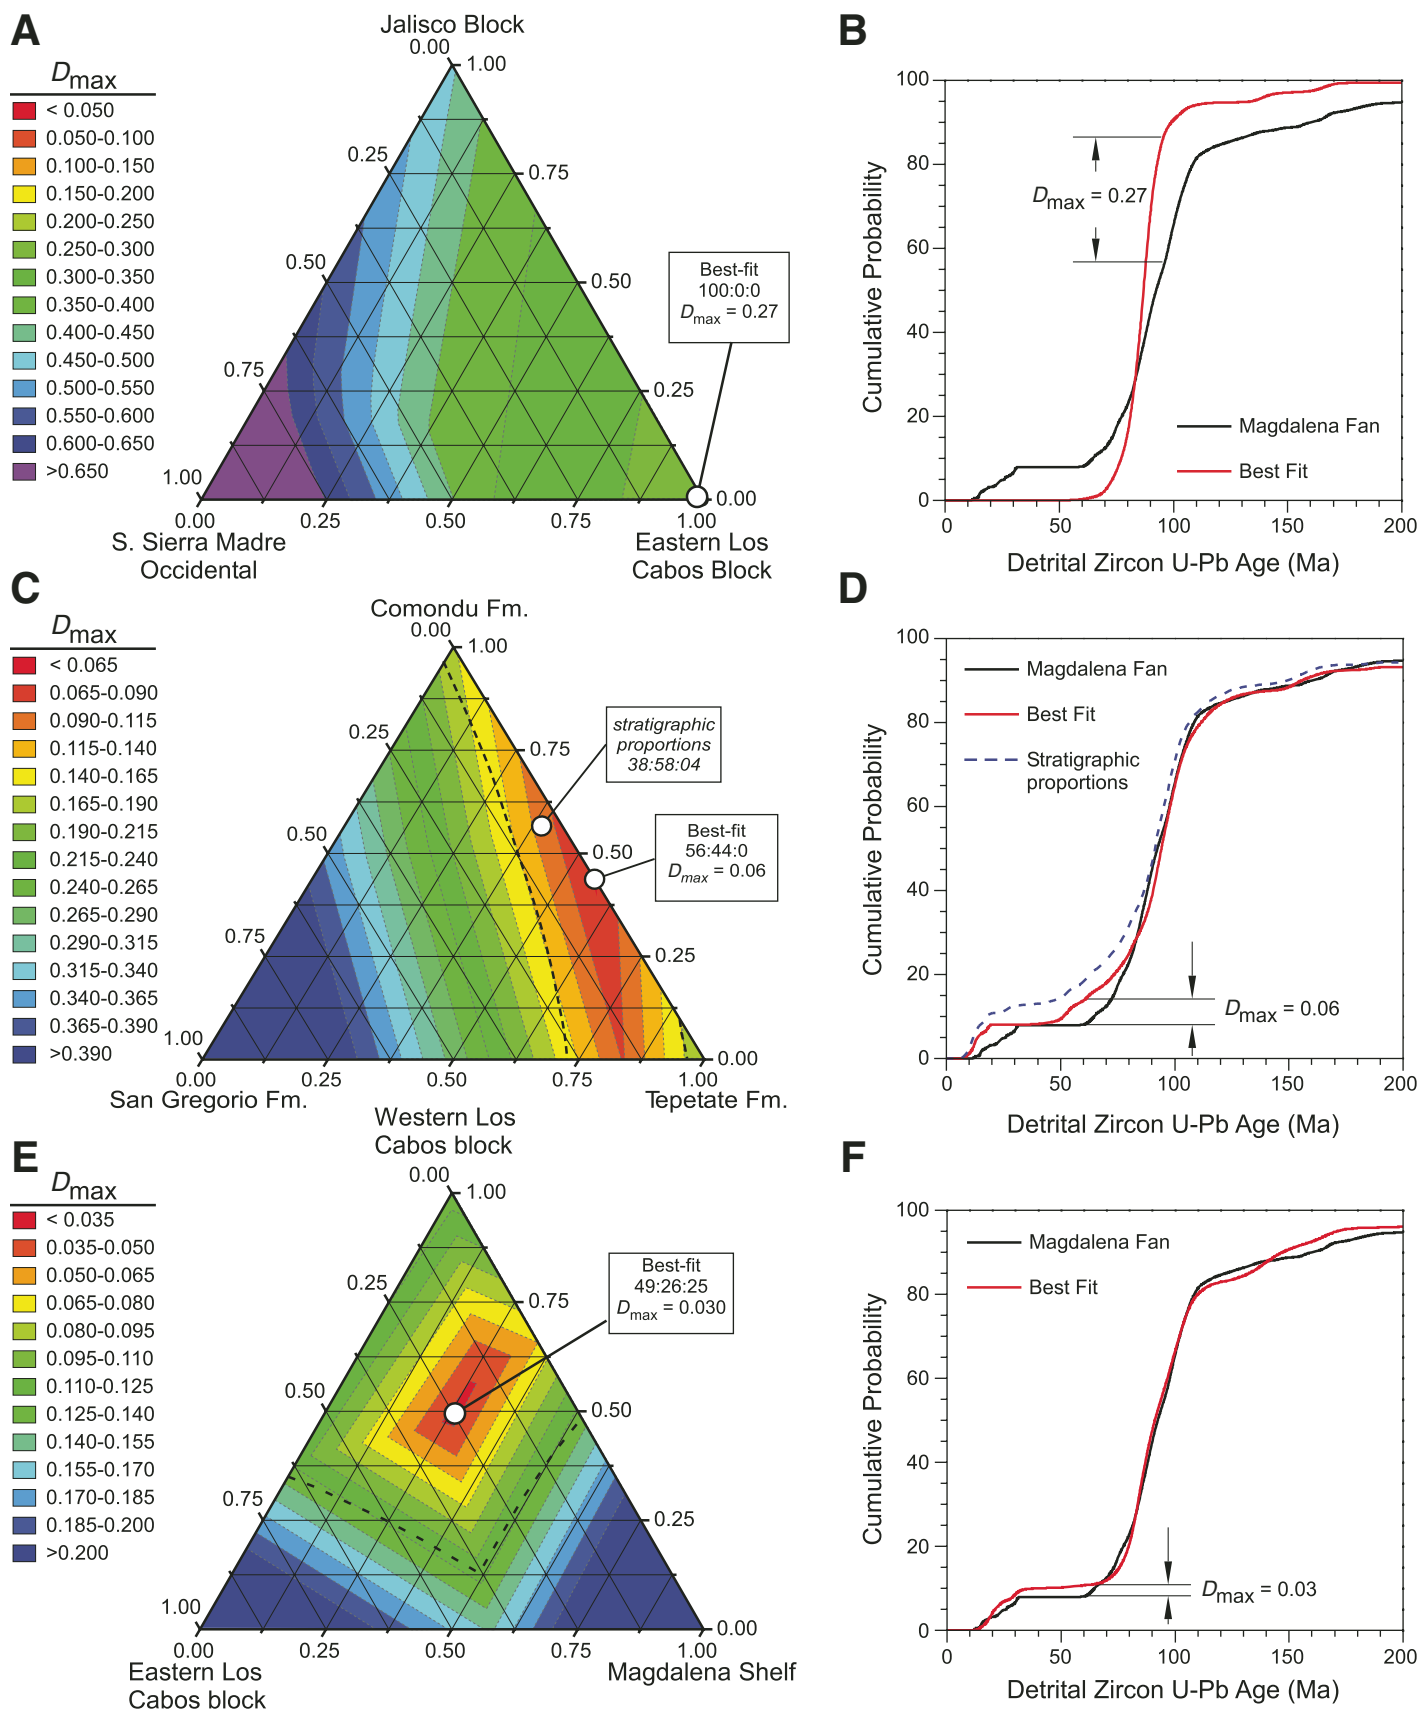 A
Jalisco Block
0.00
1.00
Dmax
< 0.050
0.050-0.100
0.100-0.150
0.150-0.200
0.200-0.250
0.250-0.300
0.300-0.350
0.350-0.400
0.400-0.450
0.450-0.500
0.500-0.550
0.550-0.600
0.600-0.650
>0.650
0.25
0.75
0.50
0.50
0.75
0.25
1.00
0.00
Best-fit
100:0:0
Dmax = 0.27
0.00
0.25
0.50
0.75
1.00
S. Sierra Madre
Occidental
Eastern Los
Cabos Block
B
100
80
60
40
20
0
Cumulative Probability
Dmax = 0.27
Magdalena Fan
Best Fit
0
50
100
150
200
Detrital Zircon U-Pb Age (Ma)
C
Comondu Fm.
0.00
1.00
Dmax
< 0.065
0.065-0.090
0.090-0.115
0.115-0.140
0.140-0.165
0.165-0.190
0.190-0.215
0.215-0.240
0.240-0.265
0.265-0.290
0.290-0.315
0.315-0.340
0.340-0.365
0.365-0.390
>0.390
0.25
0.75
0.50
0.50
0.75
0.25
1.00
0.00
stratigraphic
proportions
38:58:04
Best-fit
56:44:0
Dmax = 0.06
0.00
0.25
0.50
0.75
1.00
San Gregorio Fm.
Tepetate Fm.
D
100
80
60
40
20
0
Cumulative Probability
Magdalena Fan
Best Fit
Stratigraphic
proportions
Dmax = 0.06
0
50
100
150
200
Detrital Zircon U-Pb Age (Ma)
E
Western Los
Cabos block
0.00
1.00
Dmax
< 0.035
0.035-0.050
0.050-0.065
0.065-0.080
0.080-0.095
0.095-0.110
0.110-0.125
0.125-0.140
0.140-0.155
0.155-0.170
0.170-0.185
0.185-0.200
>0.200
0.25
0.75
0.50
0.50
0.75
0.25
1.00
0.00
Best-fit
49:26:25
Dmax = 0.030
0.00
0.25
0.50
0.75
1.00
Eastern Los
Cabos block
Magdalena Shelf
F
100
80
60
40
20
0
Cumulative Probability
Magdalena Fan
Best Fit
Dmax = 0.03
0
50
100
150
200
Detrital Zircon U-Pb Age (Ma)